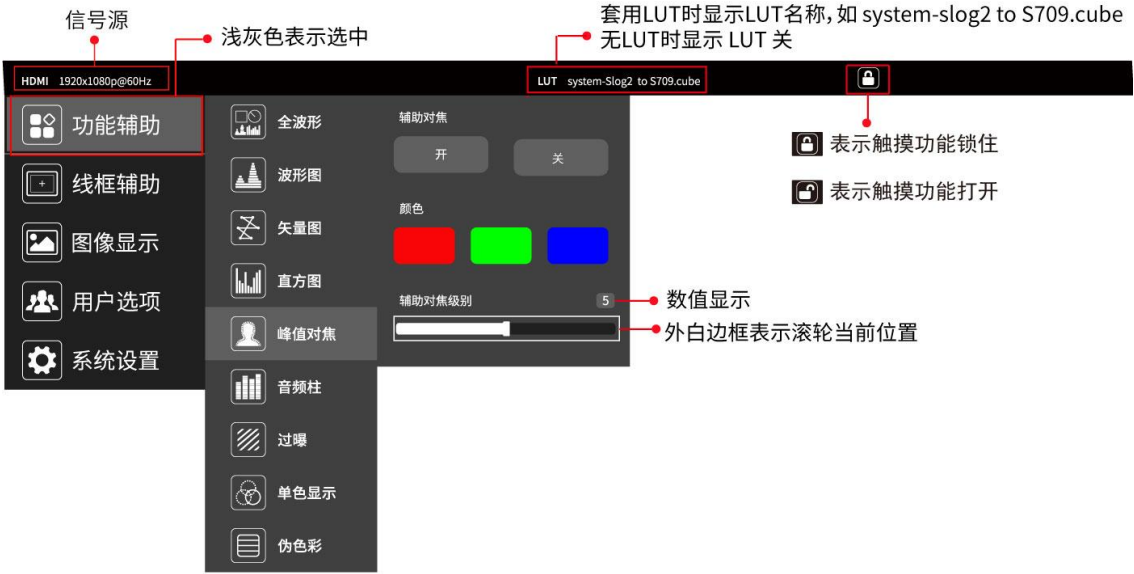 信号源
浅灰色表示选中
套用LUT时显示LUT名称，如 system-slog2 to S709.cube
无LUT时显示 LUT 关
HDMI 1920x1080p@60Hz
LUT system-Slog2 to S709.cube
功能辅助
线框辅助
图像显示
用户选项
系统设置
全波形
波形图
矢量图
直方图
峰值对焦
音频柱
过曝
单色显示
伪色彩
辅助对焦
开
关
颜色
辅助对焦级别
5
数值显示
外白边框表示滚轮当前位置
表示触摸功能锁住
表示触摸功能打开